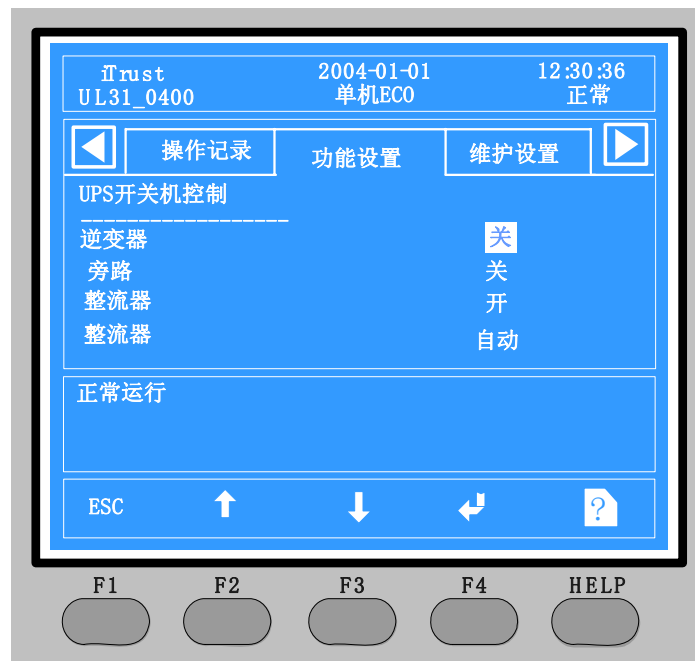 iTrust 2004-01-01 12:30:36
UL31_0400 单机ECO 正常
操作记录 功能设置 维护设置
UPS开关机控制
逆变器 关
旁路 关
整流器 开
整流器 自动
正常运行
ESC ?
F1 F2 F3 F4 HELP